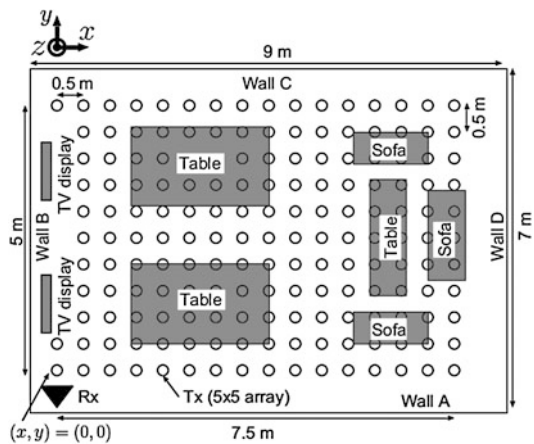 y
z
x
9 m
0.5 m
Wall C
0.5 m
Sofa
Table
TV display
5 m
Wall B
Table
Sofa
Wall D
7 m
TV display
Table
Sofa
Rx
Tx (5x5 array)
Wall A
(x, y) = (0, 0)
7.5 m